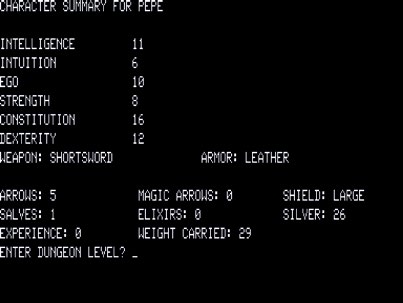 CHARACTER SUMMARY FOR PEPE
INTELLIGENCE 11
INTUITION 6
EGO 10
STRENGTH 8
CONSTITUTION 16
DEXTERITY 12
WEAPON: SHORTSWORD ARMOR: LEATHER
ARROWS: 5 MAGIC ARROWS: 0 SHIELD: LARGE
SALVES: 1 ELIXIRS: 0 SILVER: 26
EXPERIENCE: 0 WEIGHT CARRIED: 29
ENTER DUNGEON LEVEL? _